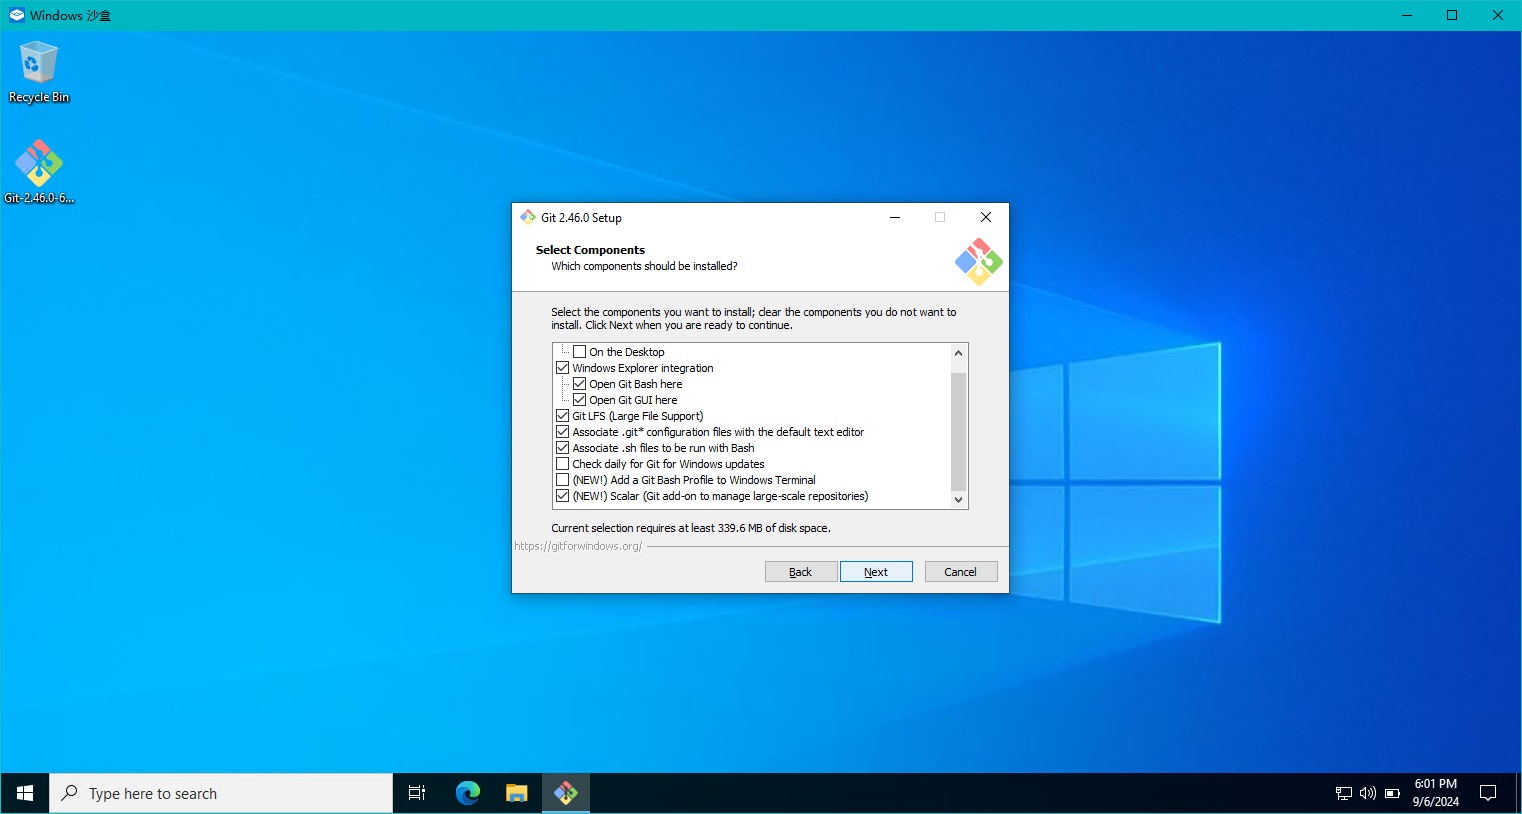 Windows 沙盒
Recycle Bin
Git-2.46.0-6...
Git 2.46.0 Setup
Select Components
Which components should be installed?
Select the components you want to install; clear the components you do not want to
install. Click Next when you are ready to continue.
On the Desktop
Windows Explorer integration
Open Git Bash here
Open Git GUI here
Git LFS (Large File Support)
Associate .git* configuration files with the default text editor
Associate .sh files to be run with Bash
Check daily for Git for Windows updates
(NEW!) Add a Git Bash Profile to Windows Terminal
(NEW!) Scalar (Git add-on to manage large-scale repositories)
Current selection requires at least 339.6 MB of disk space.
https://gitforwindows.org/
Back
Next
Cancel
Type here to search
6:01 PM
9/6/2024